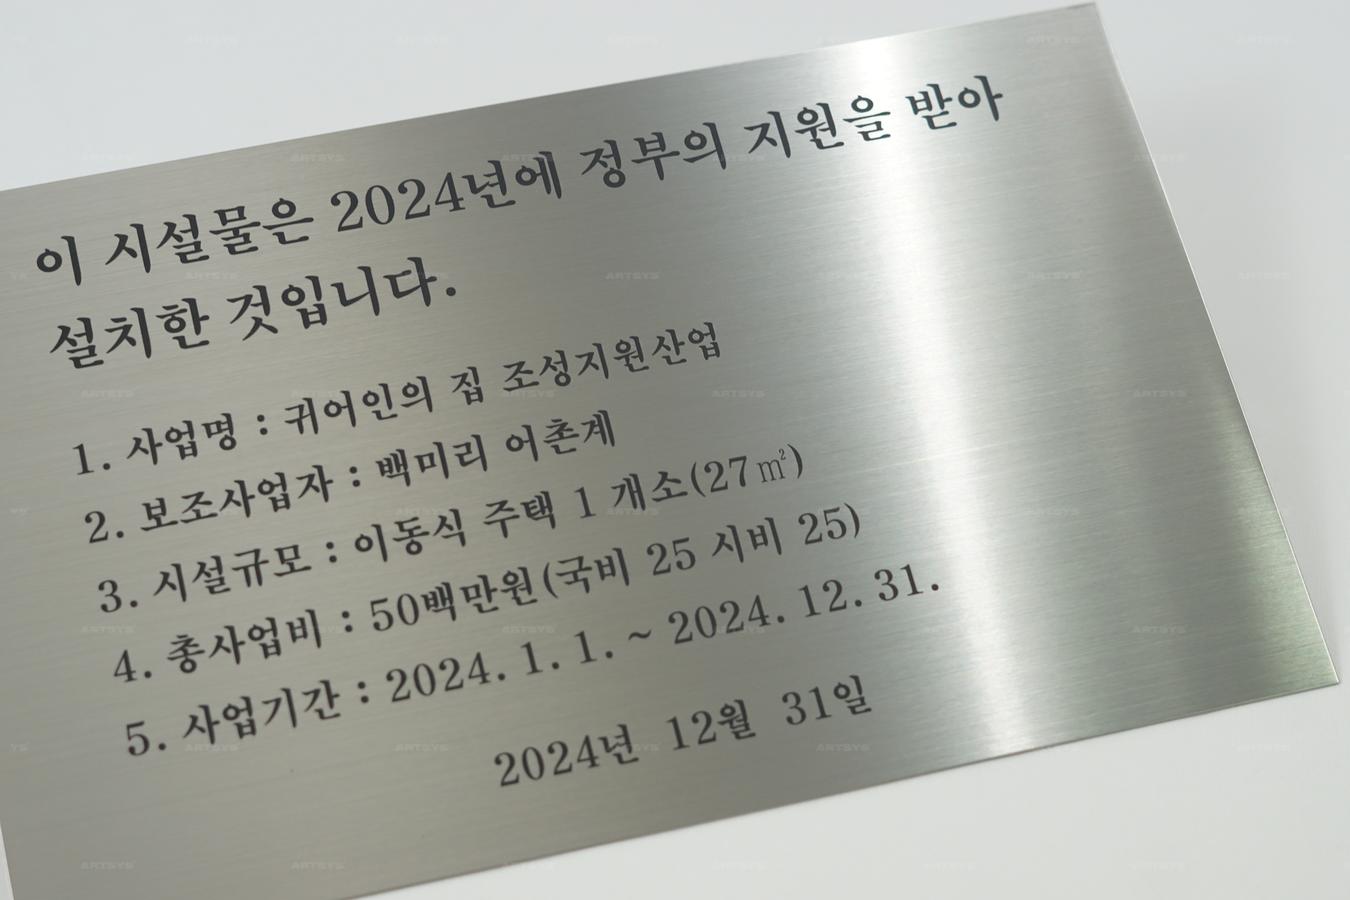 이 시설물은 2024년에 정부의 지원을 받아
설치한 것입니다.
1. 사업명 : 귀어인의 집 조성지원산업
2. 보조사업자 : 백미리 어촌계
3. 시설규모 : 이동식 주택 1 개소(27㎡)
4. 총사업비 : 50백만원(국비 25 시비 25)
5. 사업기간 : 2024. 1. 1. ~ 2024. 12. 31.
2024년 12월 31일
ARTSYS